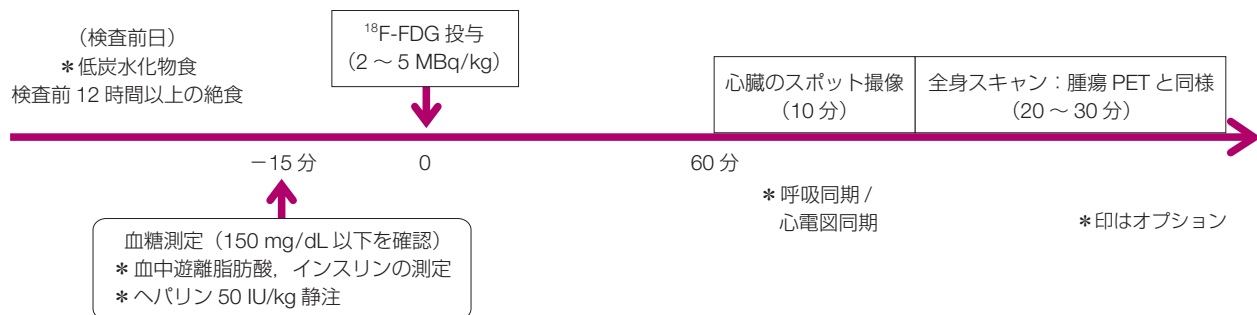 （検査前日）
＊低炭水化物食
検査前 12 時間以上の絶食
¹⁸F-FDG 投与
（2 ～ 5 MBq/kg）
心臓のスポット撮像
（10 分）
全身スキャン：腫瘍 PET と同様
（20 ～ 30 分）
－15 分
0
60 分
＊呼吸同期 /
心電図同期
＊印はオプション
血糖測定（150 mg/dL 以下を確認）
＊血中遊離脂肪酸，インスリンの測定
＊ヘパリン 50 IU/kg 静注